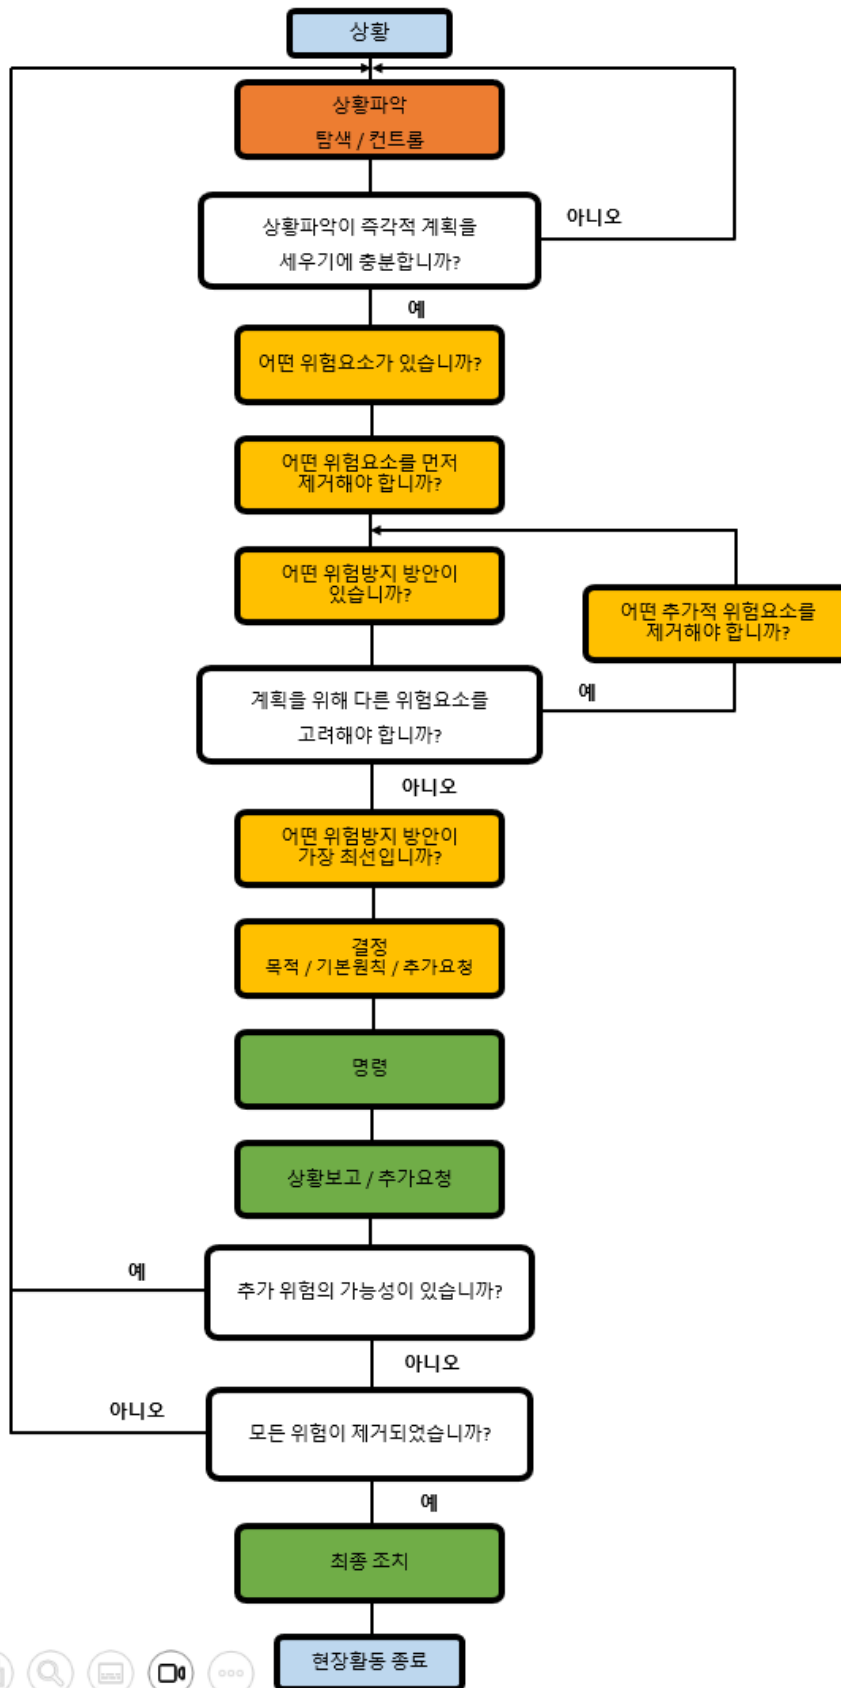 상황
상황파악
탐색 / 컨트롤
상황파악이 즉각적 계획을
세우기에 충분합니까?
아니오
예
어떤 위험요소가 있습니까?
어떤 위험요소를 먼저
제거해야 합니까?
어떤 위험방지 방안이
있습니까?
어떤 추가적 위험요소를
제거해야 합니까?
계획을 위해 다른 위험요소를
고려해야 합니까?
예
아니오
어떤 위험방지 방안이
가장 최선입니까?
결정
목적 / 기본원칙 / 추가요청
명령
상황보고 / 추가요청
예
추가 위험의 가능성이 있습니까?
아니오
아니오
모든 위험이 제거되었습니까?
예
최종 조치
현장활동 종료